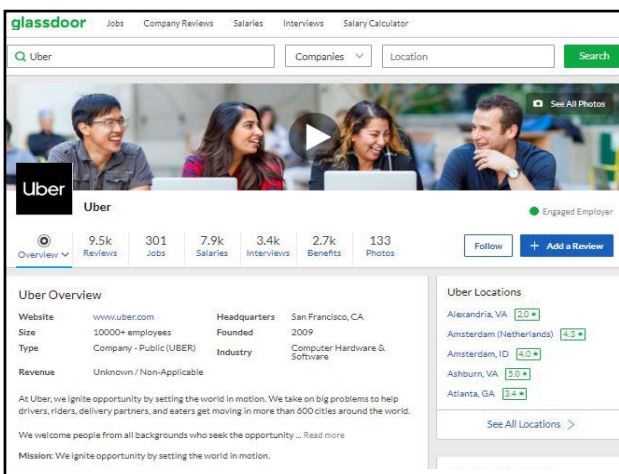 glassdoor Jobs Company Reviews Salaries Interviews Salary Calculator
Uber Companies Location Search
See All Photos
Uber
Uber
Engaged Employer
Overview 9.5k Reviews 301 Jobs 7.9k Salaries 3.4k Interviews 2.7k Benefits 133 Photos Follow + Add a Review
Uber Overview
Website www.uber.com Headquarters San Francisco, CA
Size 10000+ employees Founded 2009
Type Company - Public (UBER) Industry Computer Hardware & Software
Revenue Unknown / Non-Applicable
At Uber, we ignite opportunity by setting the world in motion. We take on big problems to help
drivers, riders, delivery partners, and eaters get moving in more than 600 cities around the world.
We welcome people from all backgrounds who seek the opportunity ... Read more
Mission: We ignite opportunity by setting the world in motion.
Uber Locations
Alexandria, VA 2.0 ★
Amsterdam (Netherlands) 4.3 ★
Amsterdam, ID 4.0 ★
Ashburn, VA 5.0 ★
Atlanta, GA 3.4 ★
See All Locations >